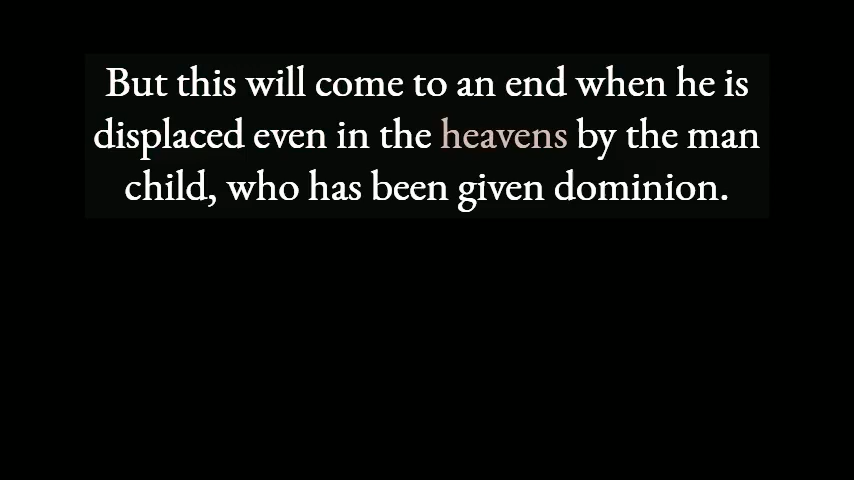 But this will come to an end when he is
displaced even in the heavens by the man
child, who has been given dominion.